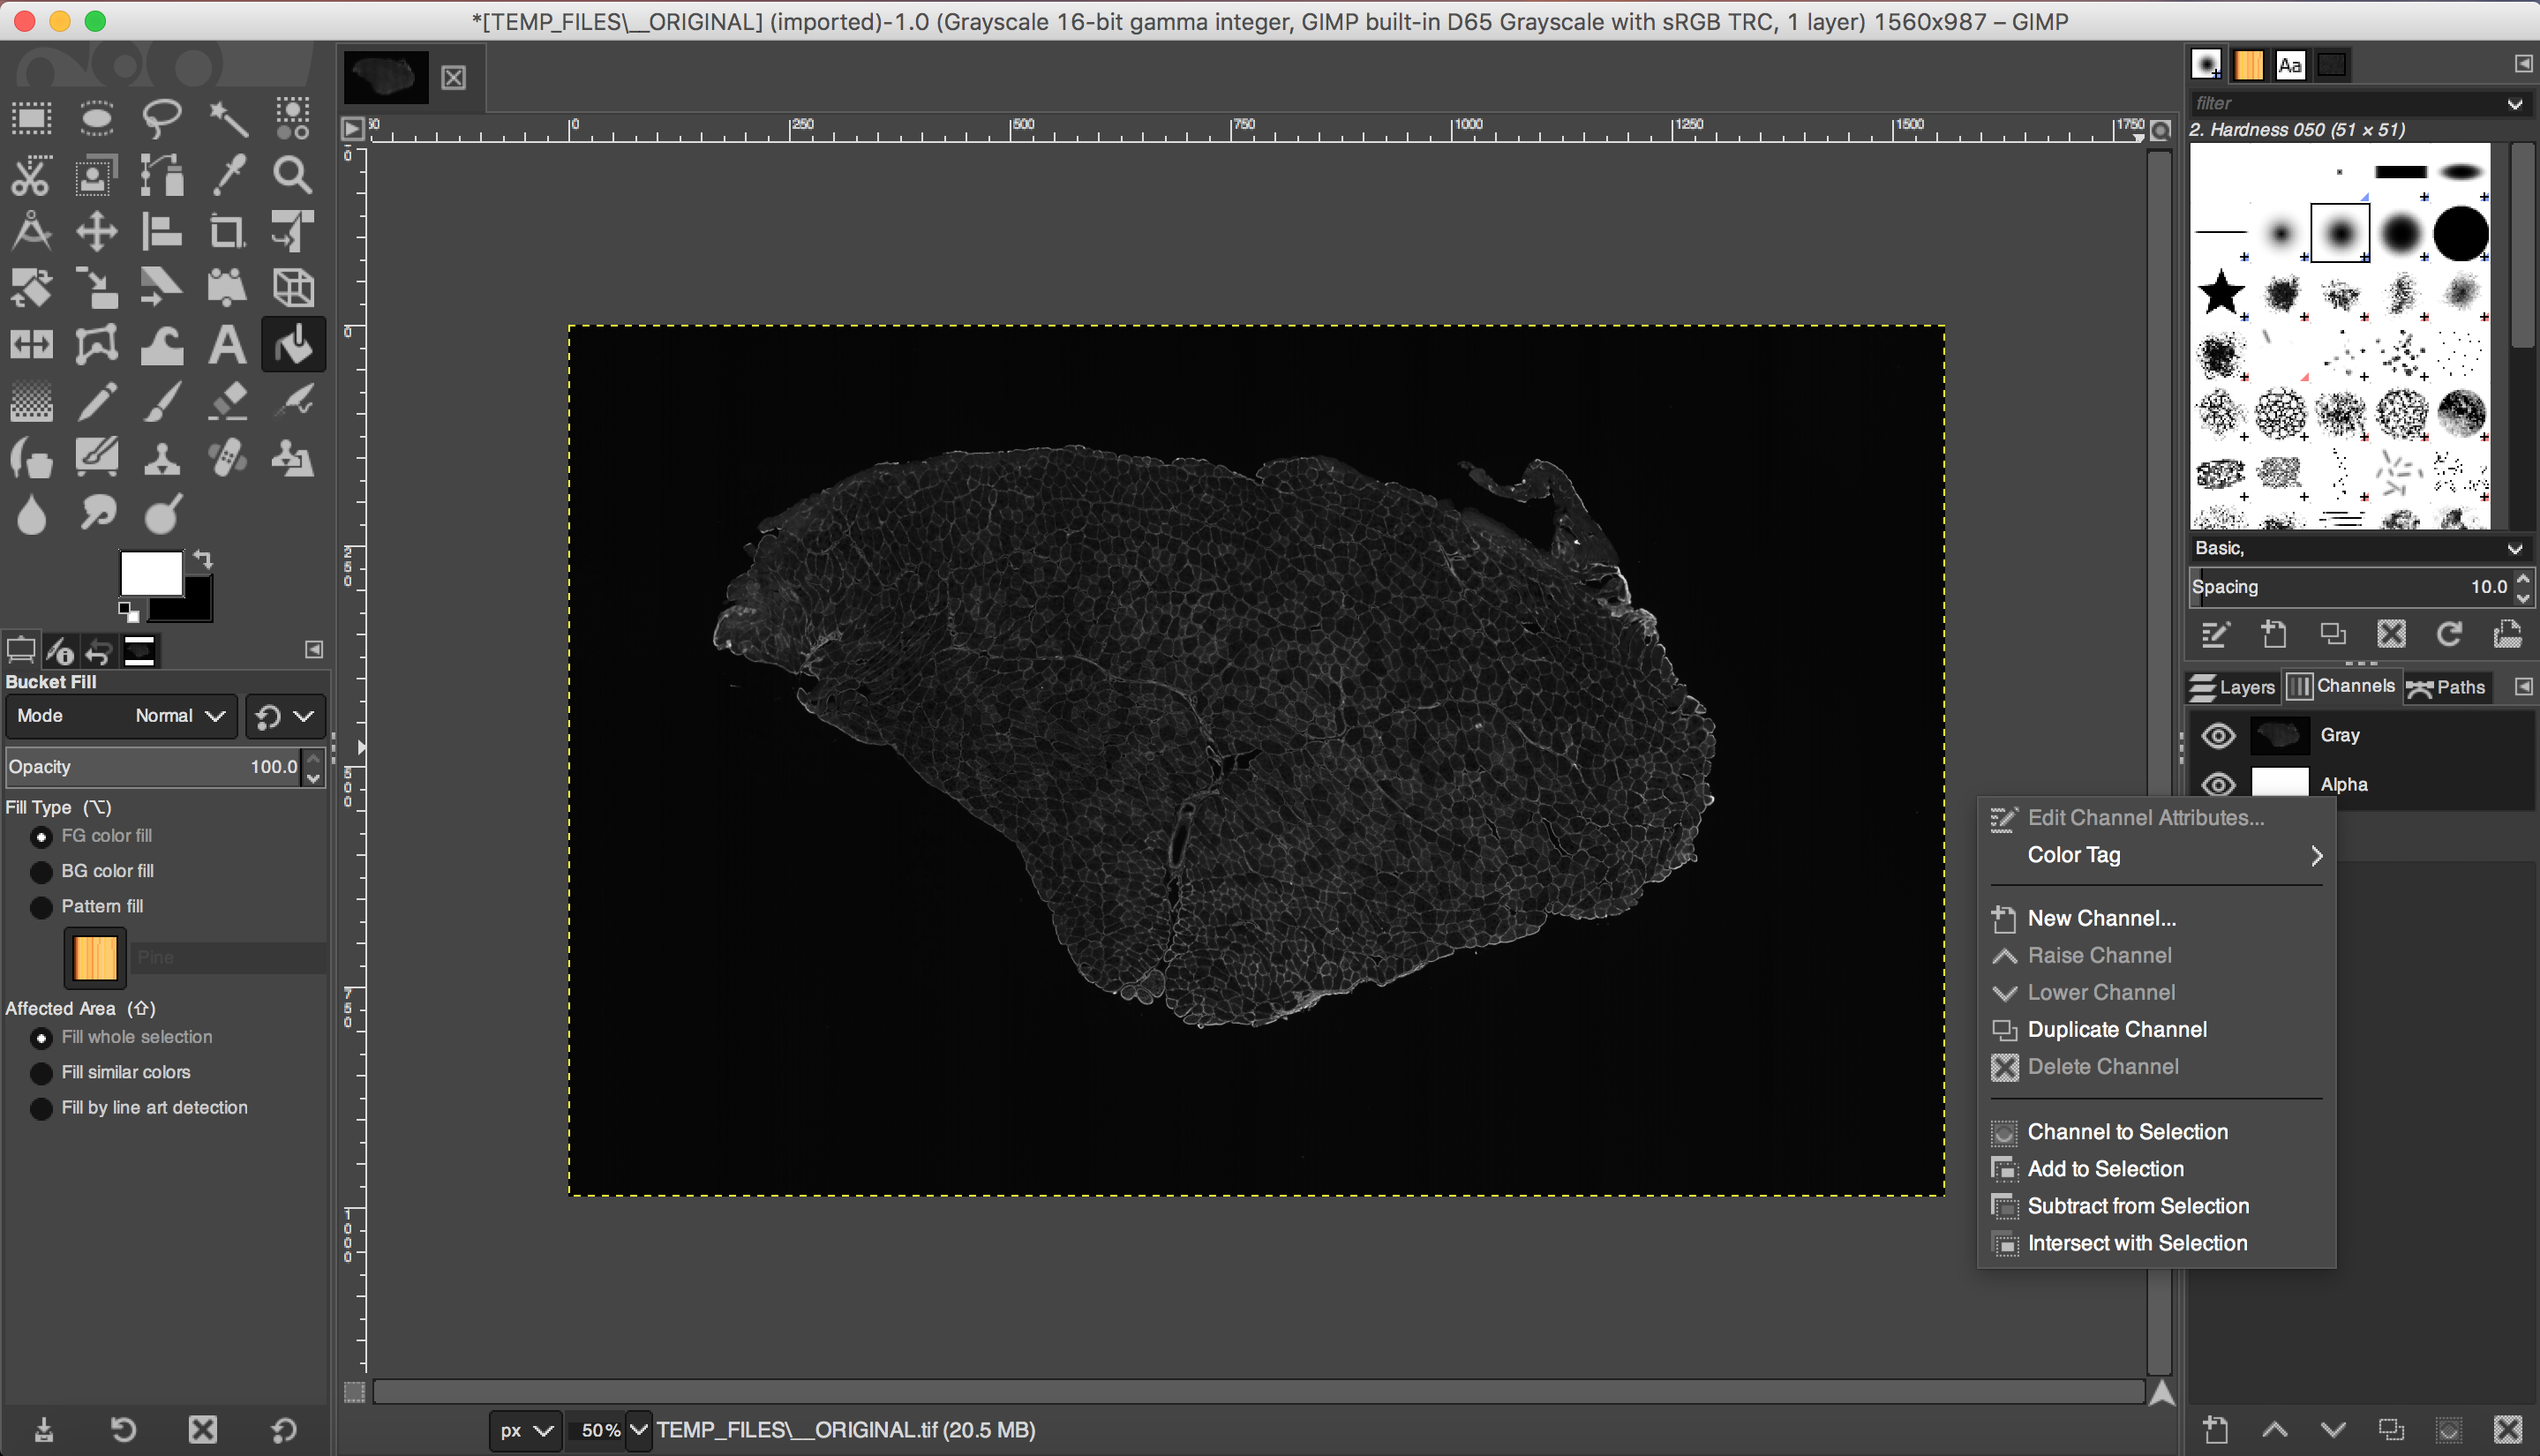 *[TEMP_FILES\__ORIGINAL] (imported)-1.0 (Grayscale 16-bit gamma integer, GIMP built-in D65 Grayscale with sRGB TRC, 1 layer) 1560x987 – GIMP
Aa
filter
2. Hardness 050 (51 × 51)
0 250 500 750 1000 1250 1500 1750
0
250
500
750
1000
Basic,
Spacing 10.0
Layers Channels Paths
Gray
Alpha
Bucket Fill
Mode Normal
Opacity 100.0
Fill Type (⌥)
FG color fill
BG color fill
Pattern fill
Pine
Affected Area (⇧)
Fill whole selection
Fill similar colors
Fill by line art detection
Edit Channel Attributes...
Color Tag
New Channel...
Raise Channel
Lower Channel
Duplicate Channel
Delete Channel
Channel to Selection
Add to Selection
Subtract from Selection
Intersect with Selection
px 50% TEMP_FILES\__ORIGINAL.tif (20.5 MB)